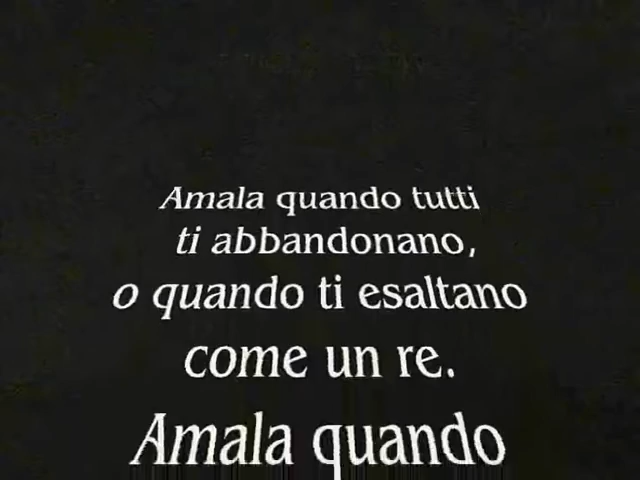 Amala quando tutti
ti abbandonano,
o quando ti esaltano
come un re.
Amala quando